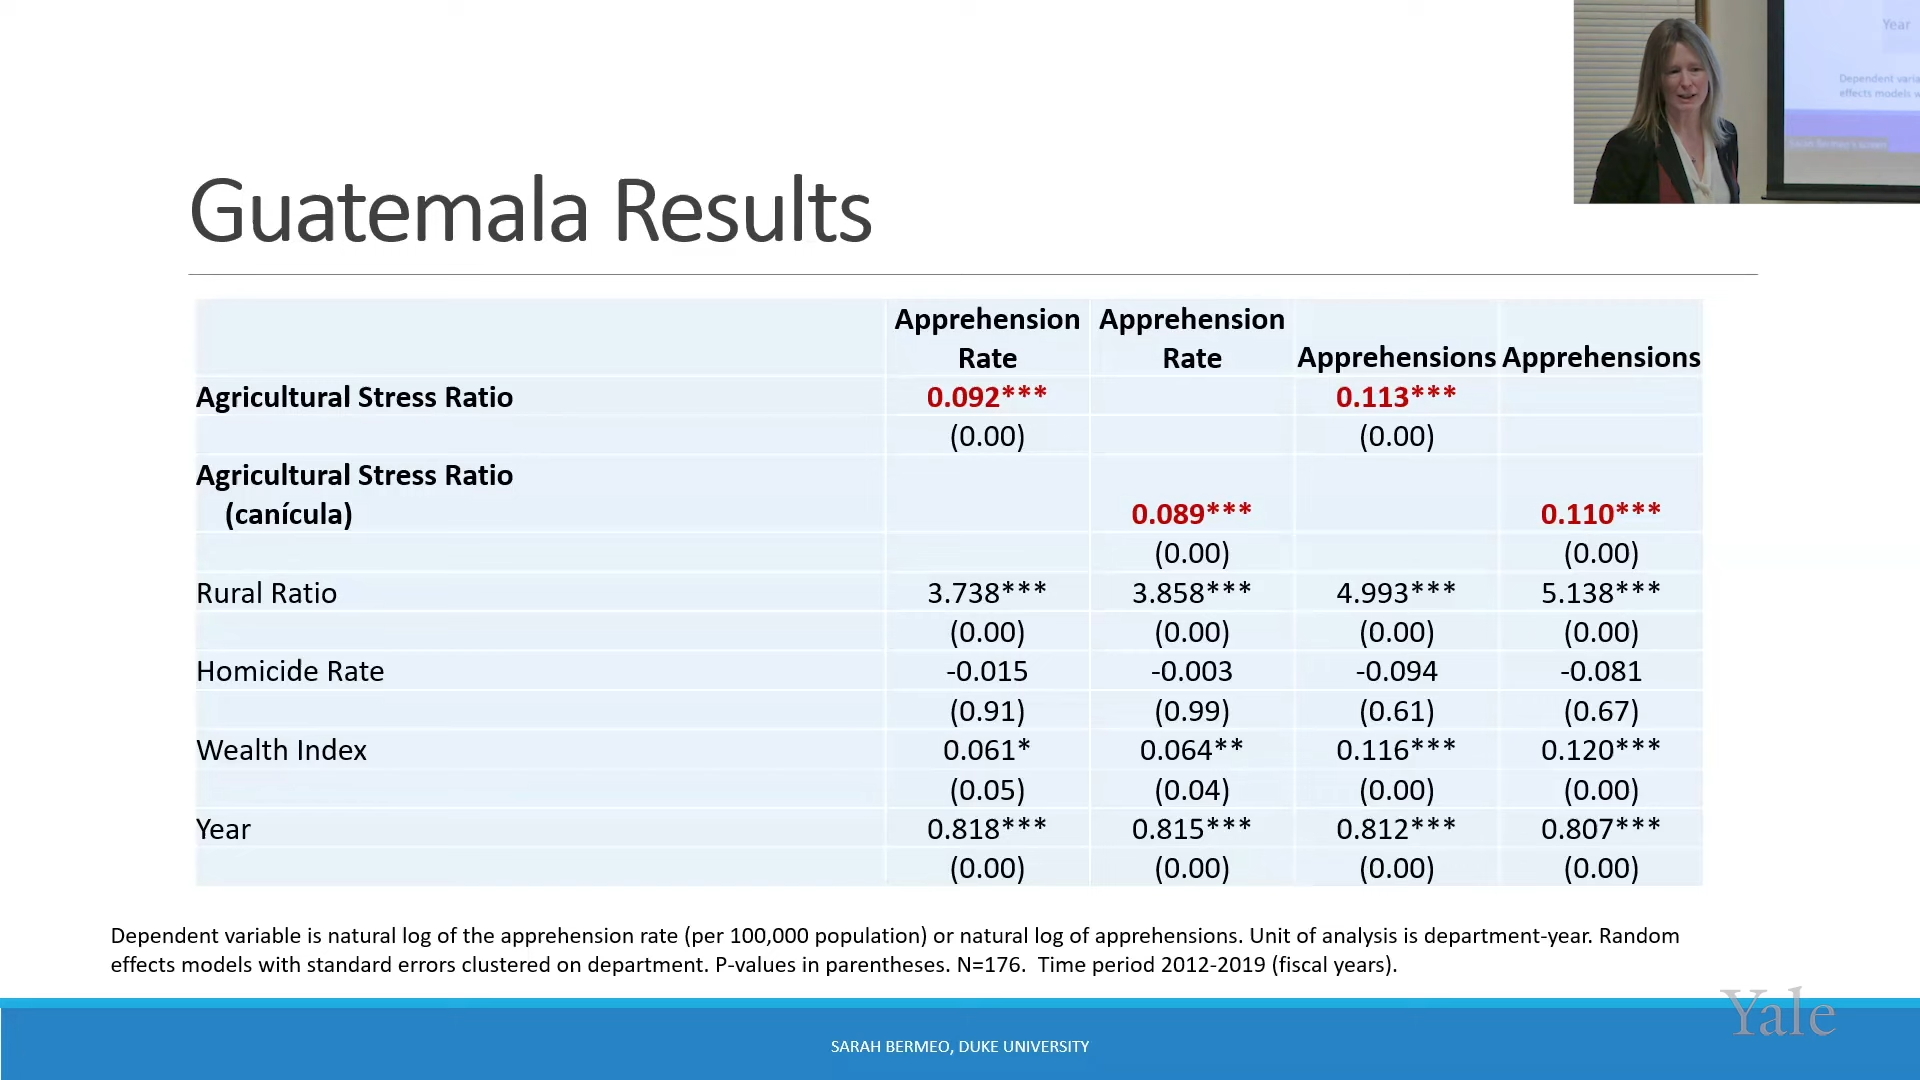 Year
Dependent varia
effects models w
Guatemala Results
Apprehension Apprehension
Rate Rate Apprehensions Apprehensions
Agricultural Stress Ratio 0.092*** 0.113***
(0.00) (0.00)
Agricultural Stress Ratio
(canícula) 0.089*** 0.110***
(0.00) (0.00)
Rural Ratio 3.738*** 3.858*** 4.993*** 5.138***
(0.00) (0.00) (0.00) (0.00)
Homicide Rate -0.015 -0.003 -0.094 -0.081
(0.91) (0.99) (0.61) (0.67)
Wealth Index 0.061* 0.064** 0.116*** 0.120***
(0.05) (0.04) (0.00) (0.00)
Year 0.818*** 0.815*** 0.812*** 0.807***
(0.00) (0.00) (0.00) (0.00)
Dependent variable is natural log of the apprehension rate (per 100,000 population) or natural log of apprehensions. Unit of analysis is department-year. Random
effects models with standard errors clustered on department. P-values in parentheses. N=176. Time period 2012-2019 (fiscal years).
Yale
SARAH BERMEO, DUKE UNIVERSITY